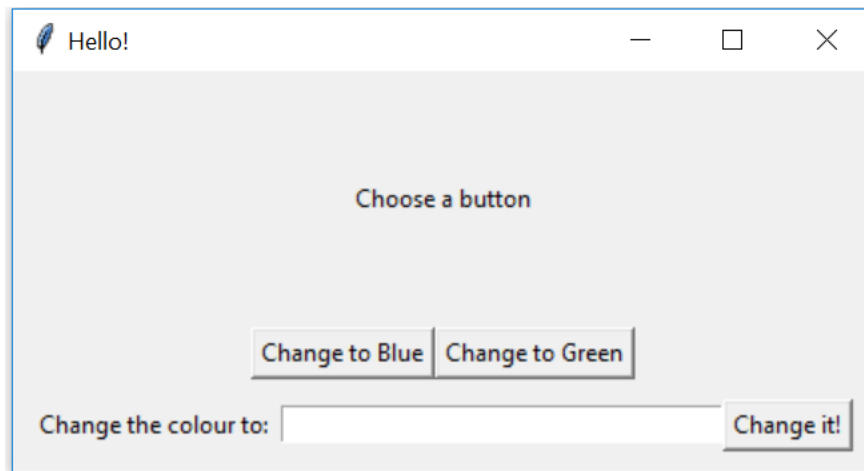 Hello!
Choose a button
Change to Blue Change to Green
Change the colour to: Change it!